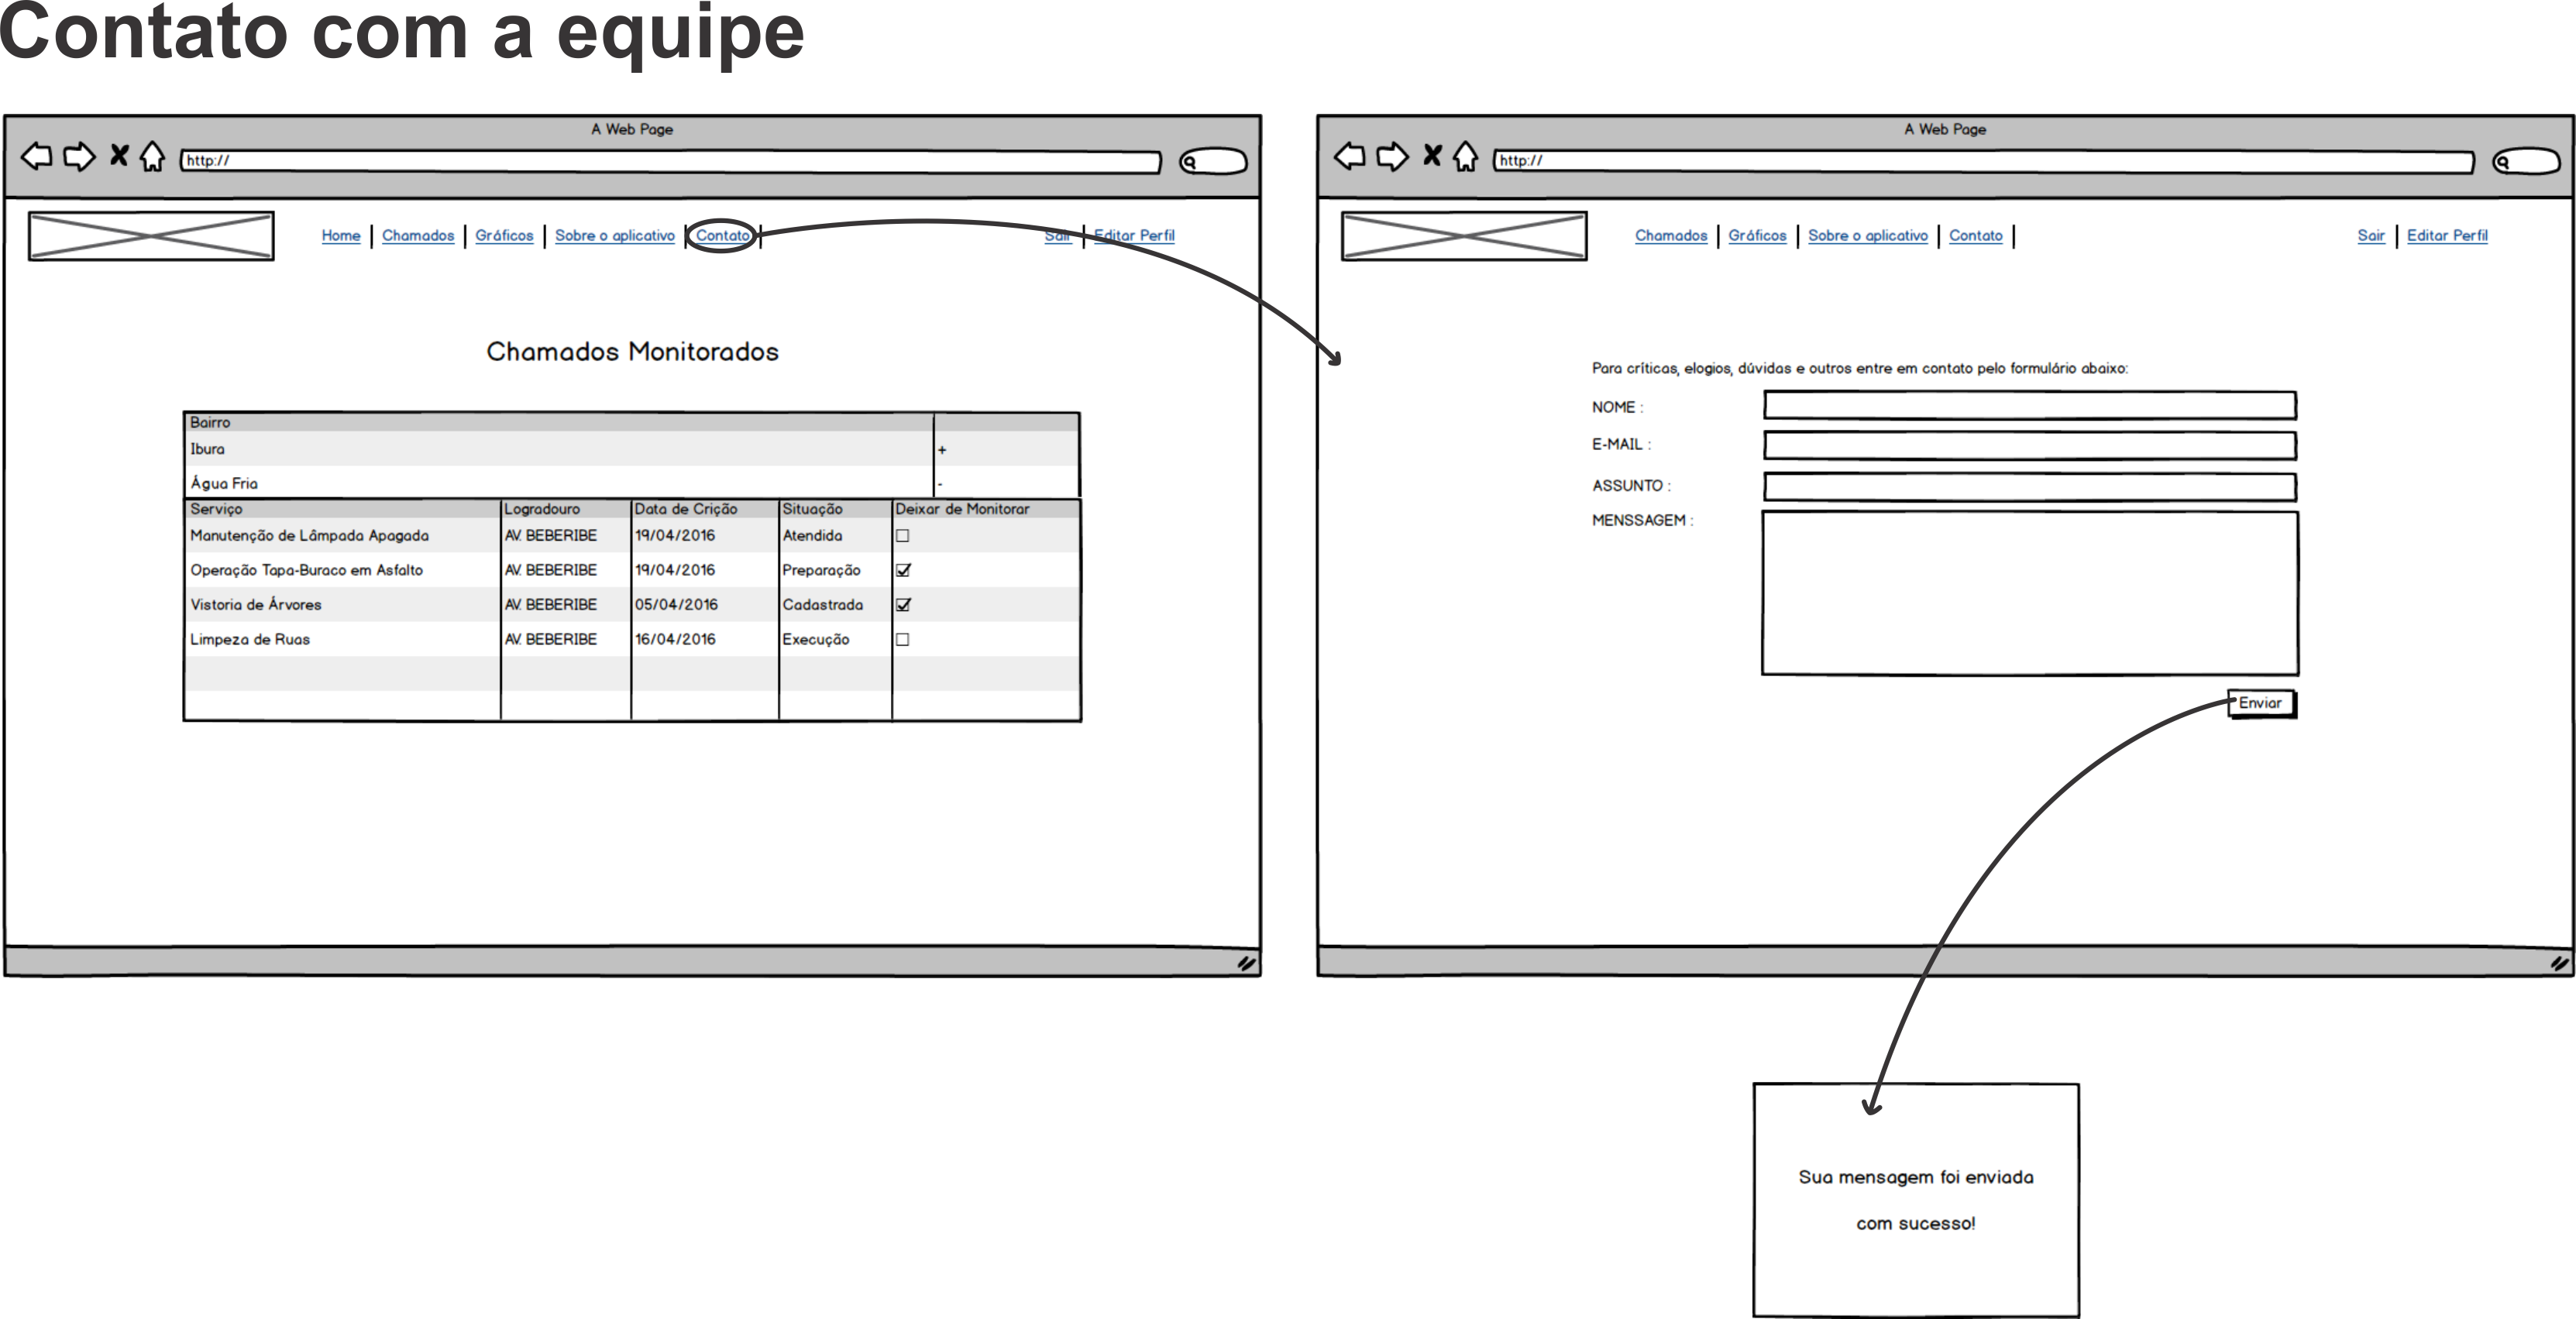 Contato com a equipe
A Web Page
http://
Home Chamados Gráficos Sobre o aplicativo Contato Sair Editar Perfil
Chamados Monitorados
Bairro
Ibura +
Água Fria -
Serviço Logradouro Data de Crição Situação Deixar de Monitorar
Manutenção de Lâmpada Apagada AV. BEBERIBE 19/04/2016 Atendida
Operação Tapa-Buraco em Asfalto AV. BEBERIBE 19/04/2016 Preparação
Vistoria de Árvores AV. BEBERIBE 05/04/2016 Cadastrada
Limpeza de Ruas AV. BEBERIBE 16/04/2016 Execução
A Web Page
http://
Chamados Gráficos Sobre o aplicativo Contato Sair Editar Perfil
Para críticas, elogios, dúvidas e outros entre em contato pelo formulário abaixo:
NOME :
E-MAIL :
ASSUNTO :
MENSSAGEM :
Enviar
Sua mensagem foi enviada
com sucesso!